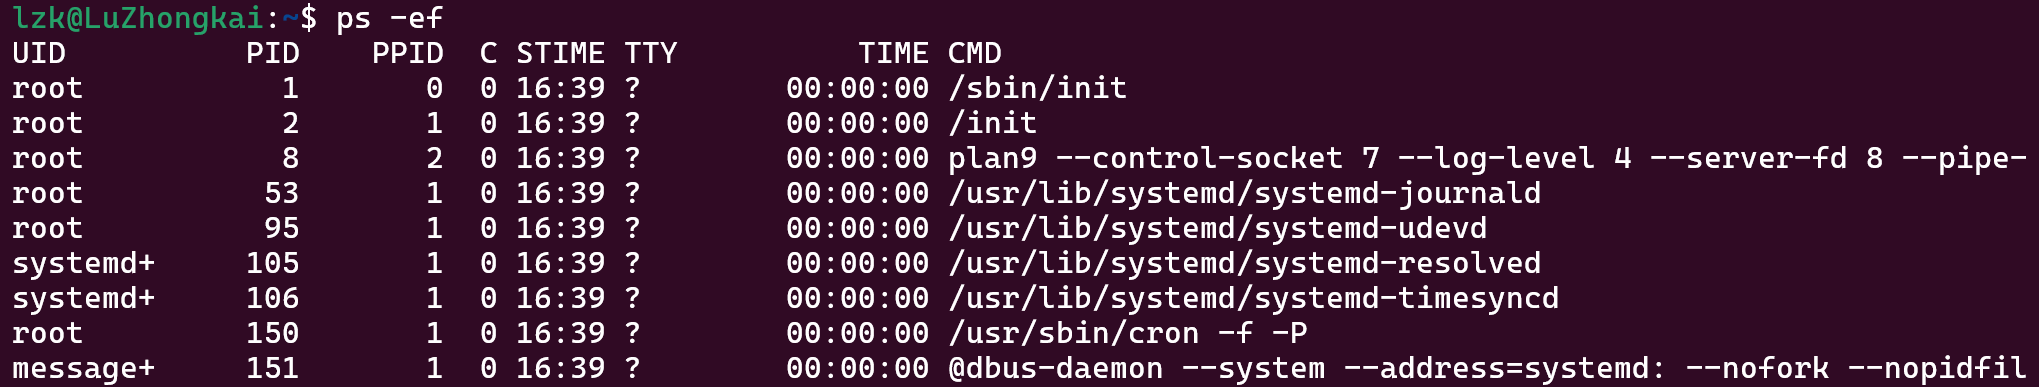 lzk@LuZhongkai:~$ ps -ef
UID          PID    PPID  C STIME TTY          TIME CMD
root           1       0  0 16:39 ?        00:00:00 /sbin/init
root           2       1  0 16:39 ?        00:00:00 /init
root           8       2  0 16:39 ?        00:00:00 plan9 --control-socket 7 --log-level 4 --server-fd 8 --pipe-
root          53       1  0 16:39 ?        00:00:00 /usr/lib/systemd/systemd-journald
root          95       1  0 16:39 ?        00:00:00 /usr/lib/systemd/systemd-udevd
systemd+     105       1  0 16:39 ?        00:00:00 /usr/lib/systemd/systemd-resolved
systemd+     106       1  0 16:39 ?        00:00:00 /usr/lib/systemd/systemd-timesyncd
root         150       1  0 16:39 ?        00:00:00 /usr/sbin/cron -f -P
message+     151       1  0 16:39 ?        00:00:00 @dbus-daemon --system --address=systemd: --nofork --nopidfil